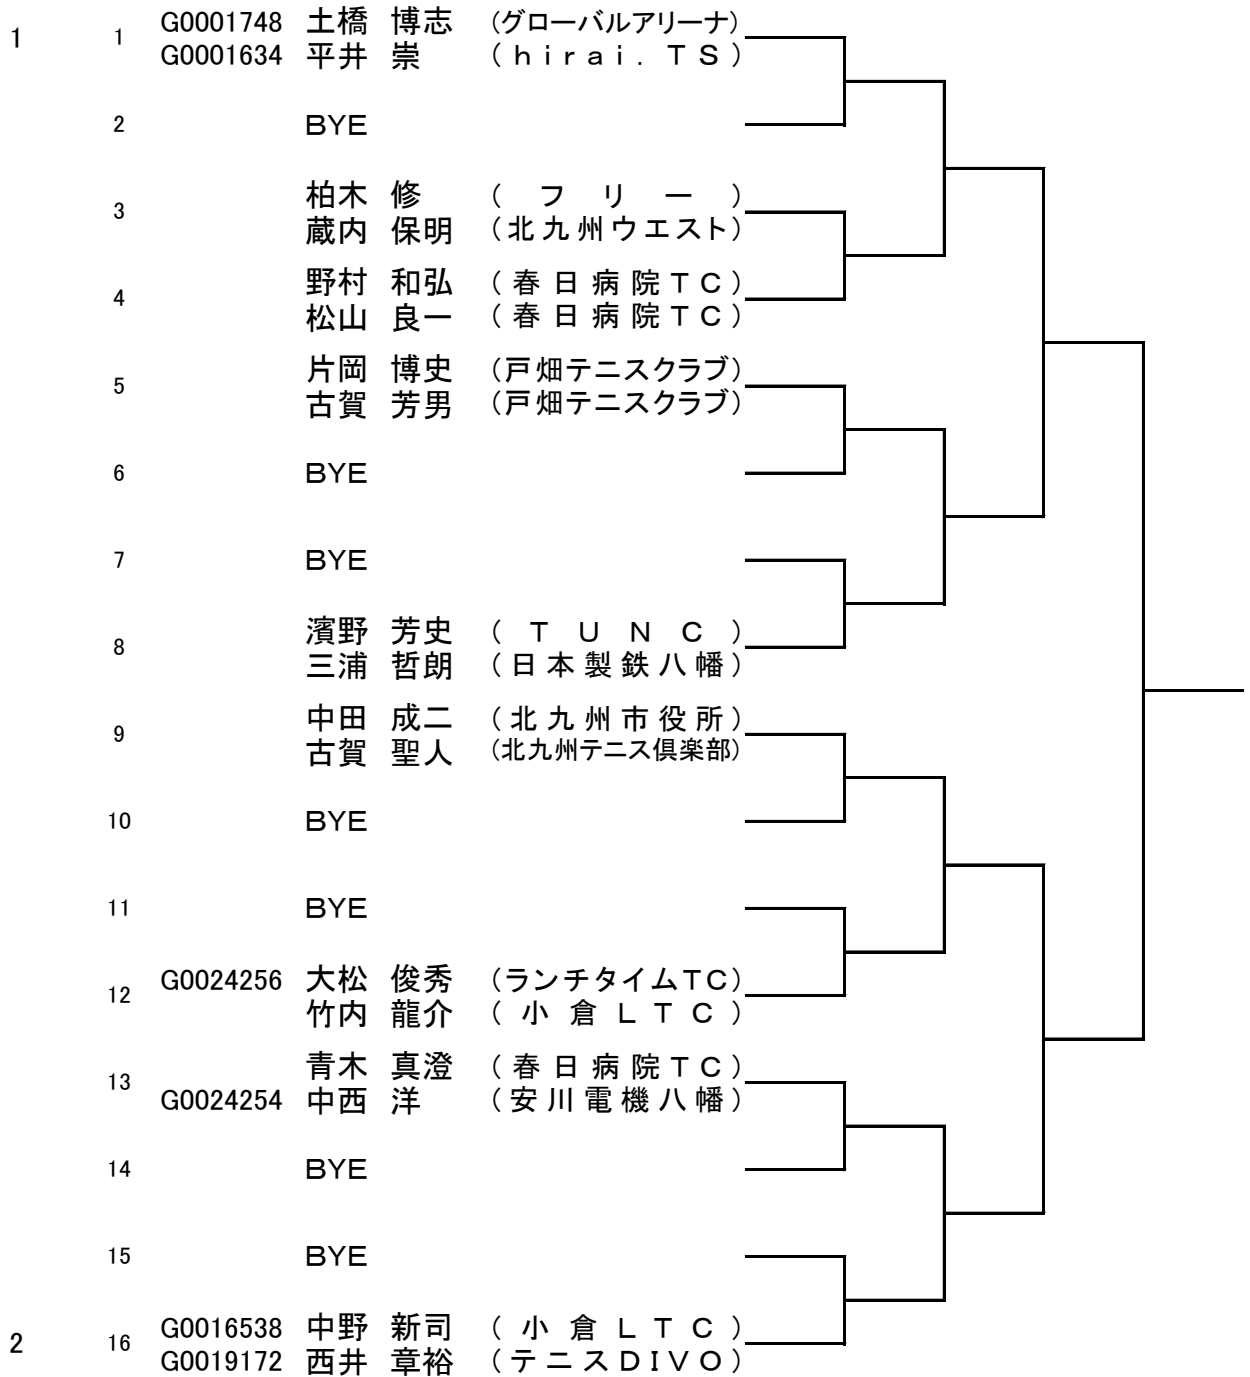 1 1 G0001748 土橋 博志 (グローバルアリーナ)
G0001634 平井 崇 (hirai.TS)
2 BYE
3 柏木 修 (フリー)
蔵内 保明 (北九州ウエスト)
4 野村 和弘 (春日病院TC)
松山 良一 (春日病院TC)
5 片岡 博史 (戸畑テニスクラブ)
古賀 芳男 (戸畑テニスクラブ)
6 BYE
7 BYE
8 濱野 芳史 (TUNC)
三浦 哲朗 (日本製鉄八幡)
9 中田 成二 (北九州市役所)
古賀 聖人 (北九州テニス倶楽部)
10 BYE
11 BYE
12 G0024256 大松 俊秀 (ランチタイムTC)
竹内 龍介 (小倉LTC)
13 青木 真澄 (春日病院TC)
G0024254 中西 洋 (安川電機八幡)
14 BYE
15 BYE
2 16 G0016538 中野 新司 (小倉LTC)
G0019172 西井 章裕 (テニスDIVO)